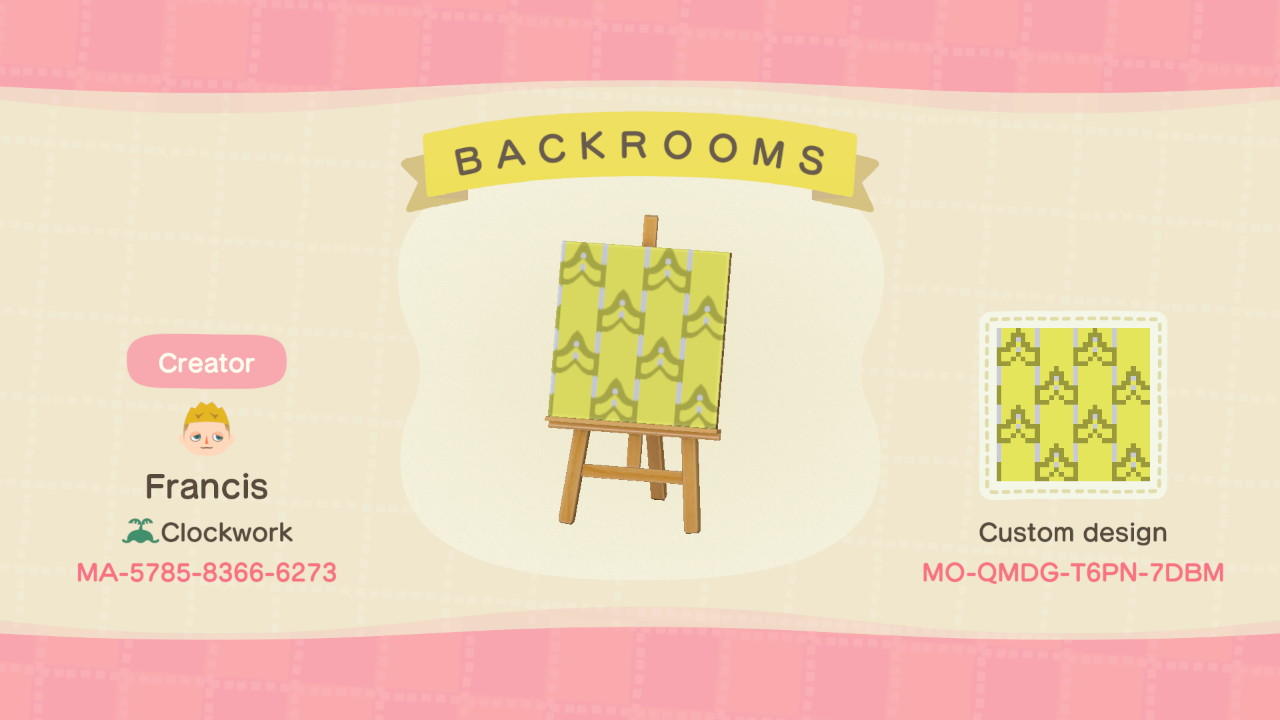 BACKROOMS
Creator
Francis
Clockwork
MA-5785-8366-6273
Custom design
MO-QMDG-T6PN-7DBM